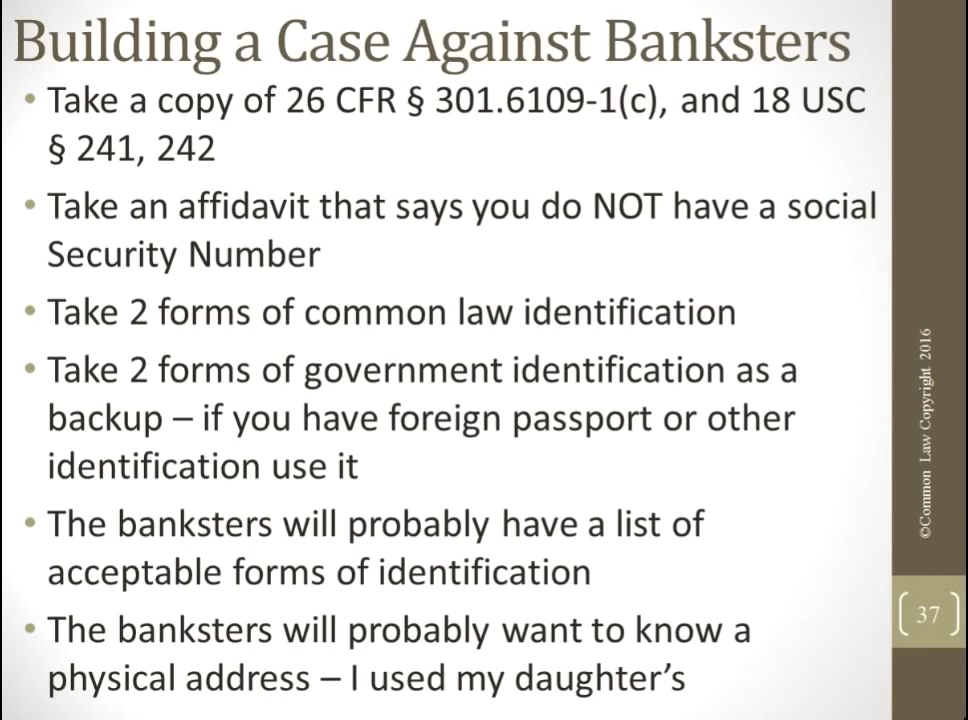 Building a Case Against Banksters
• Take a copy of 26 CFR § 301.6109-1(c), and 18 USC
§ 241, 242
• Take an affidavit that says you do NOT have a social
Security Number
• Take 2 forms of common law identification
• Take 2 forms of government identification as a
backup – if you have foreign passport or other
identification use it
• The banksters will probably have a list of
acceptable forms of identification
• The banksters will probably want to know a
physical address – I used my daughter's
©Common Law Copyright 2016
37